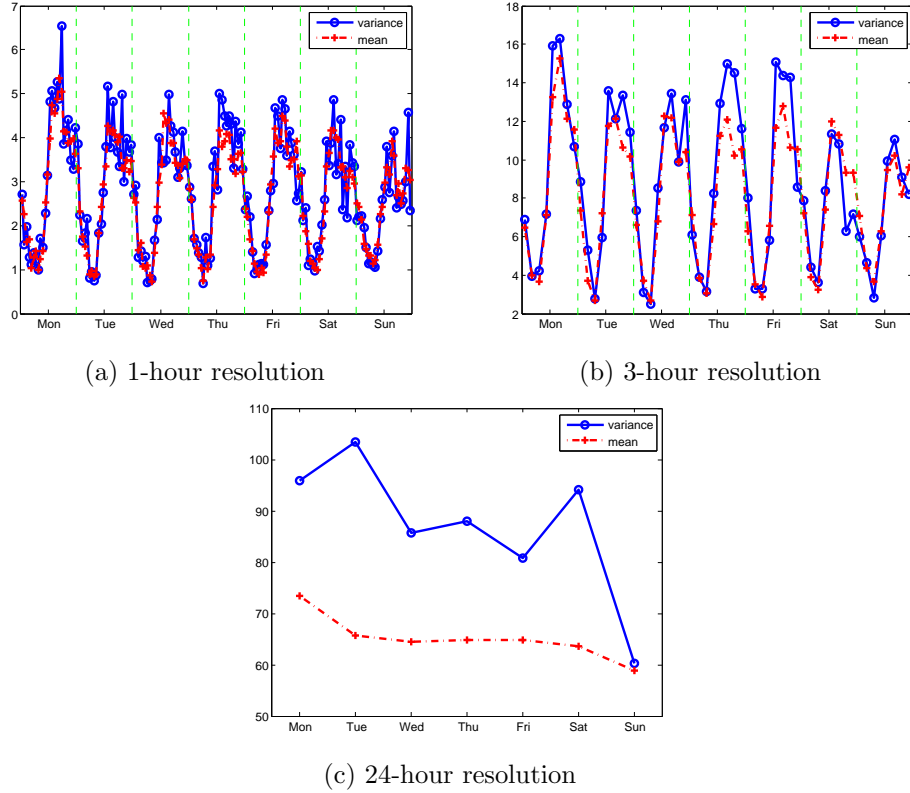 7
6
5
4
3
2
1
0
Mon Tue Wed Thu Fri Sat Sun
variance
mean
(a) 1-hour resolution
18
16
14
12
10
8
6
4
2
Mon Tue Wed Thu Fri Sat Sun
variance
mean
(b) 3-hour resolution
110
100
90
80
70
60
50
Mon Tue Wed Thu Fri Sat Sun
variance
mean
(c) 24-hour resolution